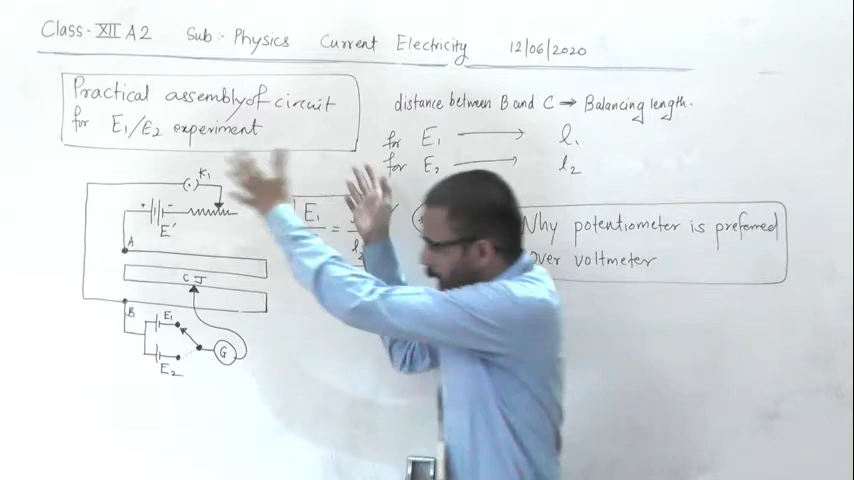 Class-XII A2 Sub:- Physics Current Electricity 12/06/2020
Practical assembly of circuit
for E1/E2 experiment
distance between B and C → Balancing length.
for E1 → l1
for E2 → l2
K1
+ -
E'
A
C J
B
E1
G
E2
E1 =
l2
Why potentiometer is preferred
over voltmeter